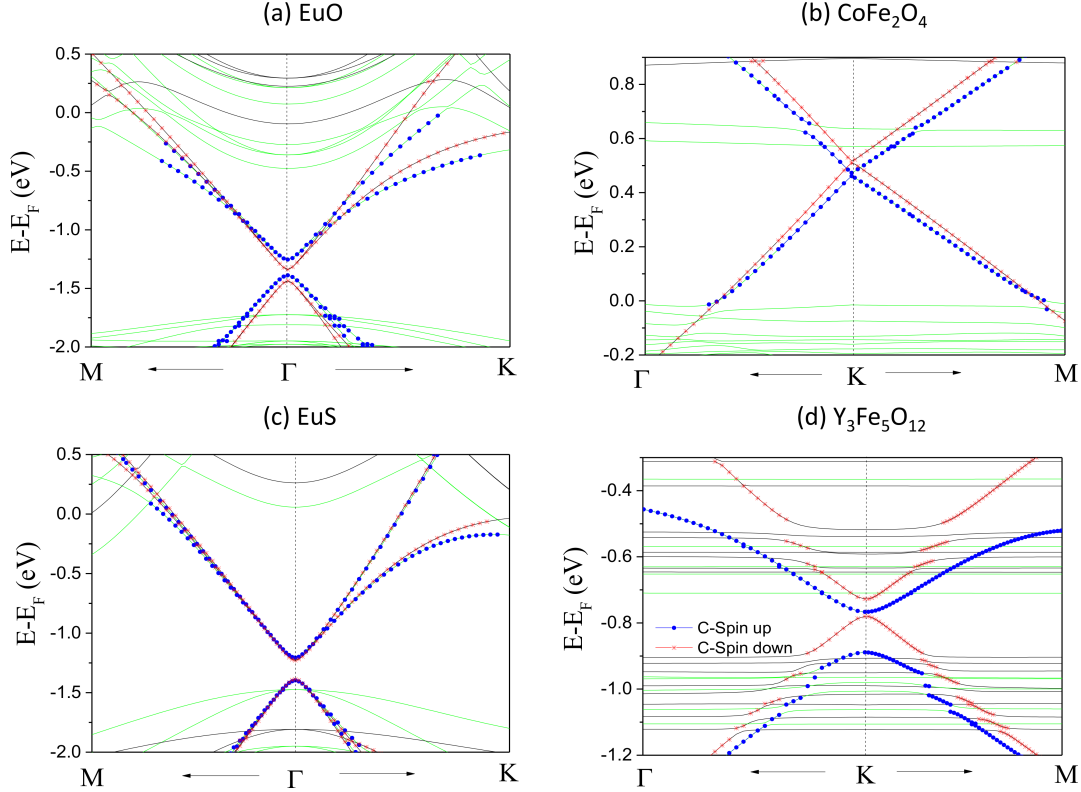 (a) EuO
0.5
0.0
-0.5
-1.0
-1.5
-2.0
E-E_F (eV)
M
Γ
K
(b) CoFe₂O₄
0.8
0.6
0.4
0.2
0.0
-0.2
E-E_F (eV)
Γ
K
M
(c) EuS
0.5
0.0
-0.5
-1.0
-1.5
-2.0
E-E_F (eV)
M
Γ
K
(d) Y₃Fe₅O₁₂
-0.4
-0.6
-0.8
-1.0
-1.2
E-E_F (eV)
C-Spin up
C-Spin down
Γ
K
M